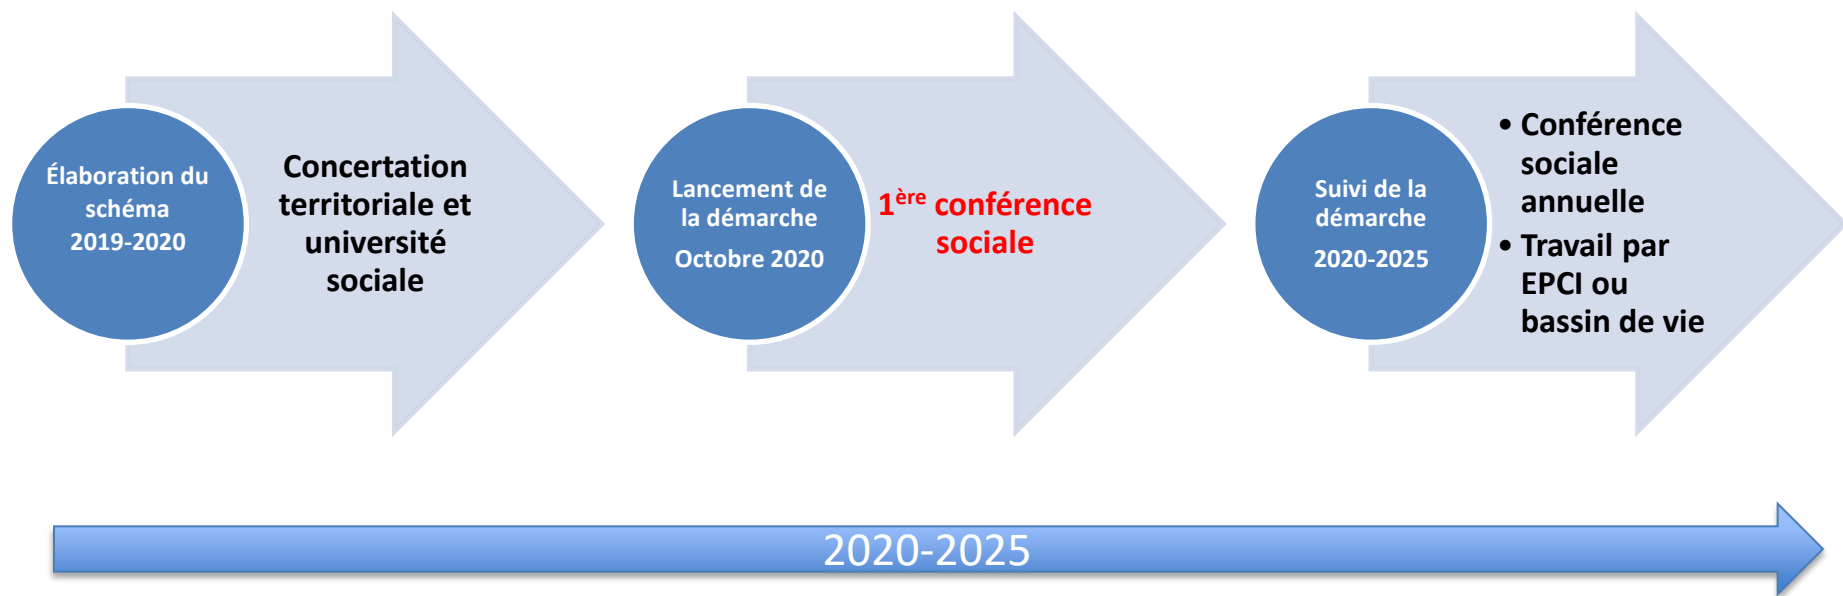 Élaboration du
schéma
2019-2020
Concertation
territoriale et
université
sociale
Lancement de
la démarche
Octobre 2020
1ère conférence
sociale
Suivi de la
démarche
2020-2025
• Conférence
sociale
annuelle
• Travail par
EPCI ou
bassin de vie
2020-2025